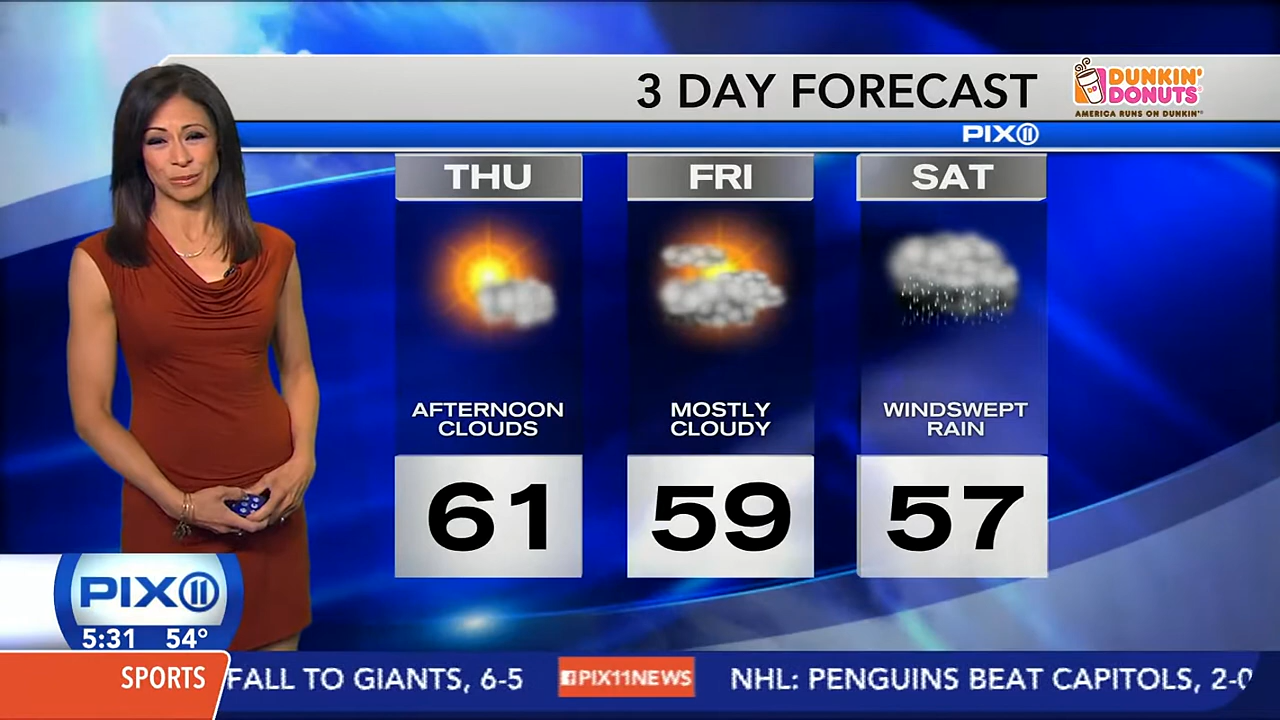 3 DAY FORECAST
DUNKIN'
DONUTS
AMERICA RUNS ON DUNKIN'
PIX11
THU
FRI
SAT
AFTERNOON
CLOUDS
MOSTLY
CLOUDY
WINDSWEPT
RAIN
61
59
57
PIX11
5:31 54°
SPORTS
FALL TO GIANTS, 6-5
PIX11NEWS
NHL: PENGUINS BEAT CAPITOLS, 2-0